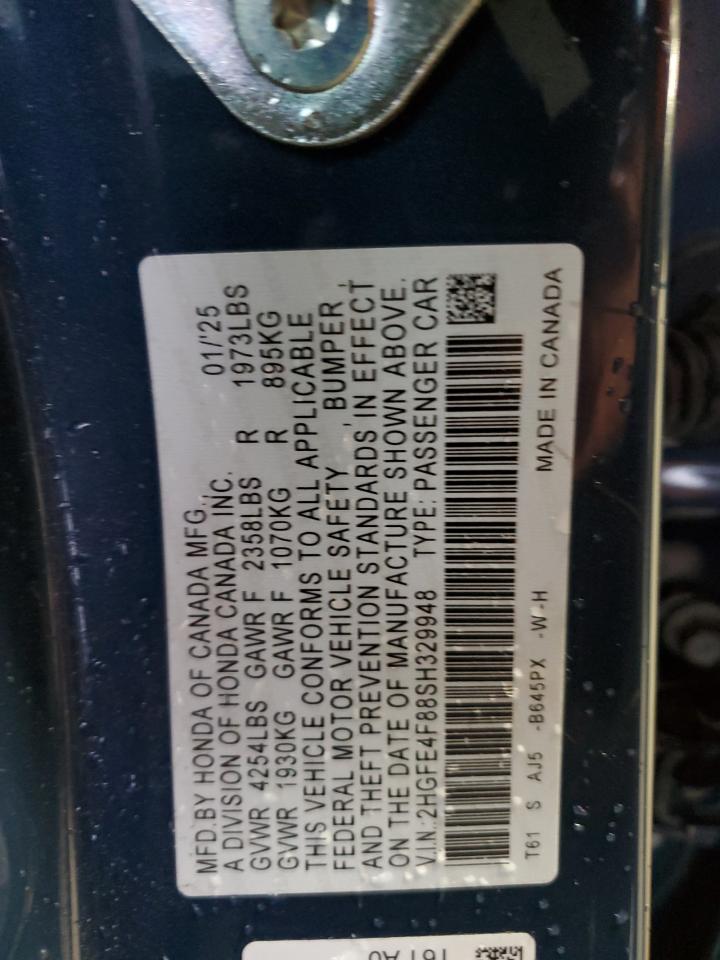 MFD.BY HONDA OF CANADA MFG., 01/'25
A DIVISION OF HONDA CANADA INC.
GVWR 4254LBS GAWR F 2358LBS R 1973LBS
GVWR 1930KG GAWR F 1070KG R 895KG
THIS VEHICLE CONFORMS TO ALL APPLICABLE
FEDERAL MOTOR VEHICLE SAFETY , BUMPER ,
AND THEFT PREVENTION STANDARDS IN EFFECT
ON THE DATE OF MANUFACTURE SHOWN ABOVE.
V.I.N.:2HGFE4F88SH329948 TYPE: PASSENGER CAR
T61 S AJ5 -B645PX -W-H MADE IN CANADA